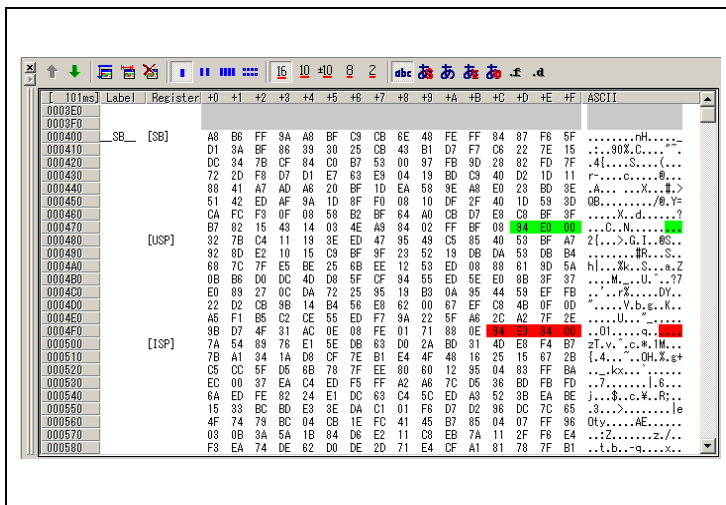 16 10 ±10 8 2 abc あ あ あ あ .f .d
[ 101ms] Label Register +0 +1 +2 +3 +4 +5 +6 +7 +8 +9 +A +B +C +D +E +F ASCII
0003E0
0003F0
000400 __SB__ [SB] A8 B6 FF 9A A8 BF C9 CB 6E 48 FE FF 84 87 F6 5F ........nH....._
000410 D1 3A BF 86 39 30 25 CB 43 B1 D7 F7 C6 22 7E 15 .:..90%.C...."~.
000420 DC 34 7B CF 84 C0 B7 53 00 97 FB 9D 28 82 FD 7F .4{....S....(...
000430 72 2D F8 D7 D1 E7 63 E9 04 19 BD C9 40 D2 1D 11 r-....c.....@...
000440 88 41 A7 AD A6 20 BF 1D EA 58 9E A8 E0 23 BD 3E .A... ...X...#.>
000450 51 42 ED AF 9A 1D 8F F0 08 10 DF 2F 40 1D 59 3D QB........./@.Y=
000460 CA FC F3 0F 08 58 B2 BF 64 A0 CB D7 E8 C8 BF 3F .....X..d......?
000470 B7 82 15 43 14 03 4E A9 84 02 FF BF 08 94 E0 00 ...C..N.........
000480 [USP] 32 7B C4 11 19 3E ED 47 95 49 C5 85 40 53 BF A7 2{...>.G.I..@S..
000490 92 8D E2 10 15 C9 BF 9F 23 52 19 DB DA 53 DB B4 ........#R...S..
0004A0 68 7C 7F E5 BE 25 6B EE 12 53 ED 08 88 61 9D 5A h|...%k..S...a.Z
0004B0 0B B6 D0 DC 4D D8 5F CF 94 55 ED 5E E0 8B 3F 37 ....M._..U.^..?7
0004C0 E0 89 27 0C DA 72 25 95 19 B3 0A 95 44 59 EF FB ..'..r%.....DY..
0004D0 22 D2 CB 9B 14 B4 56 E8 62 00 67 EF C8 4B 0F 0D ".....V.b.g..K..
0004E0 A5 F1 B5 C2 CE 55 ED F7 9A 22 5F A6 2C A2 7F 2E .....U..."_.,...
0004F0 9B D7 4F 31 AC 0E 08 FE 01 71 88 0E 94 E0 84 00 ..O1.....q......
000500 [ISP] 7A 54 89 76 E1 5E DB 63 D0 2A BD 31 4D E8 F4 B7 zT.v.^.c.*.1M...
000510 7B A1 34 1A D8 CF 7E B1 E4 4F 48 16 25 15 67 2B {.4...~..OH.%.g+
000520 C5 CC 5F D5 6B 78 7F EE 80 60 12 95 04 83 FF BA .._.kx...`......
000530 EC 00 37 EA C4 ED F5 FF A2 A6 7C D5 36 BD FB FD ..7.......|.6...
000540 6A ED FE 82 24 E1 DC 63 C4 5C ED A3 52 3B EA BE j...$..c.¥..R;..
000550 15 33 BC BD E3 3E DA C1 01 F6 D7 D2 96 DC 7C 65 .3...>........|e
000560 4F 74 79 BC 04 CB 1E FC 41 45 B7 85 04 07 FF 96 Oty.....AE......
000570 03 0B 3A 5A 1B 84 D6 E2 11 C8 EB 7A 11 2F F6 E4 ..:Z.......z./..
000580 F3 EA 74 DE 62 D0 DE 2D 71 E4 CF A1 81 78 7F B1 ..t.b..-q....x..